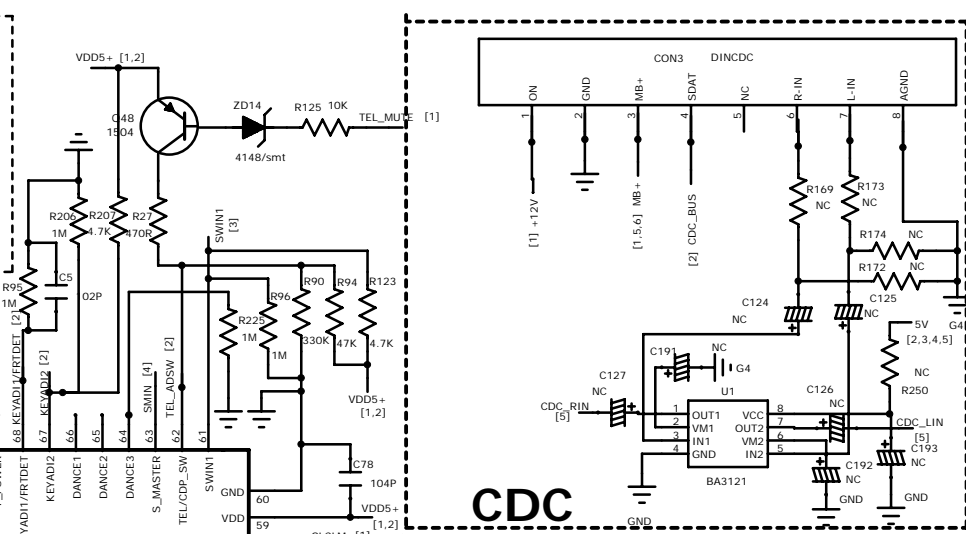 VDD5+ [1,2]
Q48
1504
ZD14
4148/smt
R125 10K
TEL_MUTE [1]
CON3 DINCDC
ON
GND
MB+
SDAT
NC
R-IN
L-IN
AGND
1
2
3
4
5
6
7
8
[1] +12V
[1,5,6] MB+
[2] CDC_BUS
R169
NC
R173
NC
R174 NC
R172 NC
C124
NC
C125
NC
G4
5V
[2,3,4,5]
R250
NC
R206
1M
R207
4.7K
R27
470R
SWIN1
[3]
R95
1M
C5
02P
R225
1M
R96
1M
R90
330K
R94
47K
R123
4.7K
VDD5+
[1,2]
KEYADI1/FRTDET [2]
KEYADI2 [2]
SMIN [4]
TEL_ADSW [2]
68
67
66
65
64
63
62
61
YADI1/FRTDET
KEYADI2
DANCE1
DANCE2
DANCE3
S_MASTER
TEL/CDP_SW
SWIN1
GND 60
VDD 59
C78
104P
VDD5+
[1,2]
C191
NC
G4
C127
NC
CDC_RIN
[5]
U1
1 OUT1
2 VM1
3 IN1
4 GND
VCC 8
OUT2 7
VM2 6
IN2 5
BA3121
C126
NC
CDC_LIN
[5]
C192
NC
C193
NC
GND
GND
GND
CDC